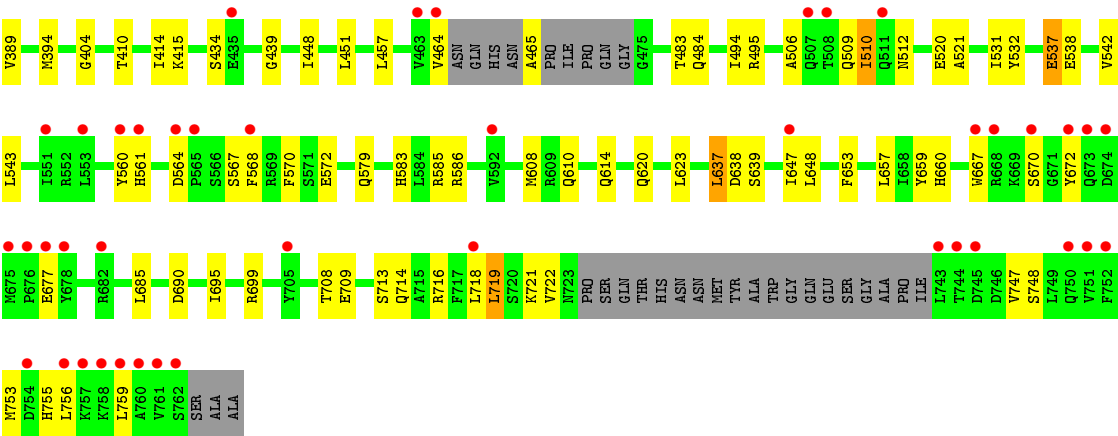 V389 M394 G404 T410 I414 K415 S434 E435 G439 I448 L451 L457 V463 V464 ASN GLN HIS ASN A465 PRO ILE PRO GLN GLY G475 T483 Q484 I494 R495 A506 Q507 T508 Q509 I510 Q511 N512 E520 A521 I531 Y532 E537 E538 V542
L543 I551 R552 L553 Y560 H561 D564 P565 S566 S567 F568 R569 F570 S571 E572 Q579 H583 L584 R585 R586 V592 M608 R609 Q610 Q614 Q620 L623 L637 D638 S639 I647 L648 F653 L657 I658 Y659 H660 W667 R668 K669 S670 G671 Y672 Q673 D674
M675 P676 E677 Y678 R682 L685 D690 I695 R699 Y705 T708 E709 S713 Q714 A715 R716 F717 L718 L719 S720 K721 V722 N723 PRO SER GLN THR HIS ASN ASN MET TYR ALA TRP GLY GLN GLU SER GLY ALA PRO ILE L743 T744 D745 D746 V747 S748 L749 Q750 V751 F752
M753 D754 H755 L756 K757 K758 L759 A760 V761 S762 SER ALA ALA